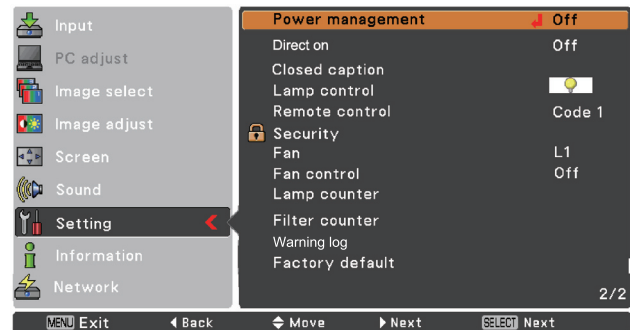 Input
PC adjust
Image select
Image adjust
Screen
Sound
Setting
Information
Network
Power management Off
Direct on Off
Closed caption
Lamp control
Remote control Code 1
Security
Fan L1
Fan control Off
Lamp counter
Filter counter
Warning log
Factory default
2/2
MENU Exit Back Move Next SELECT Next